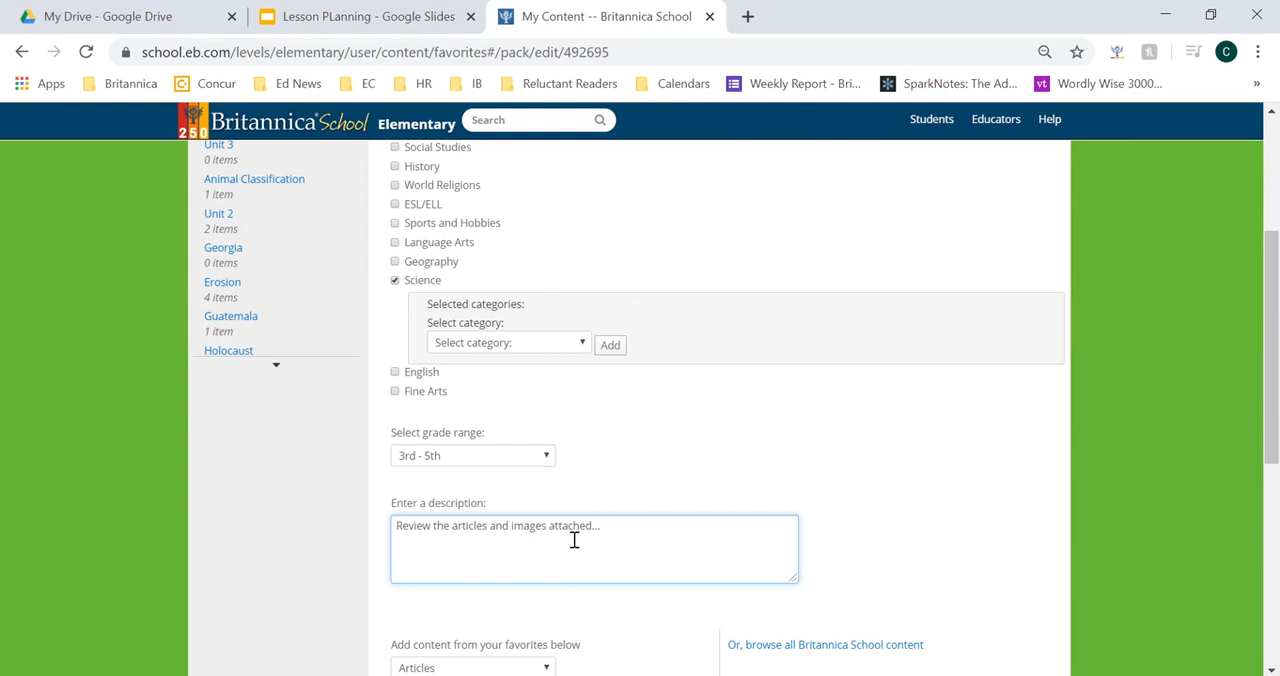 My Drive - Google Drive
Lesson PLanning - Google Slides
My Content -- Britannica School
school.eb.com/levels/elementary/user/content/favorites#/pack/edit/492695
C
Apps
Britannica
Concur
Ed News
EC
HR
IB
Reluctant Readers
Calendars
Weekly Report - Bri...
SparkNotes: The Ad...
vt Wordly Wise 3000...
»
250 Britannica School Elementary
Search
Students
Educators
Help
Unit 3
0 items
Animal Classification
1 item
Unit 2
2 items
Georgia
0 items
Erosion
4 items
Guatemala
1 item
Holocaust
Social Studies
History
World Religions
ESL/ELL
Sports and Hobbies
Language Arts
Geography
Science
Selected categories:
Select category:
Select category:
Add
English
Fine Arts
Select grade range:
3rd - 5th
Enter a description:
Review the articles and images attached...
Add content from your favorites below
Articles
Or, browse all Britannica School content